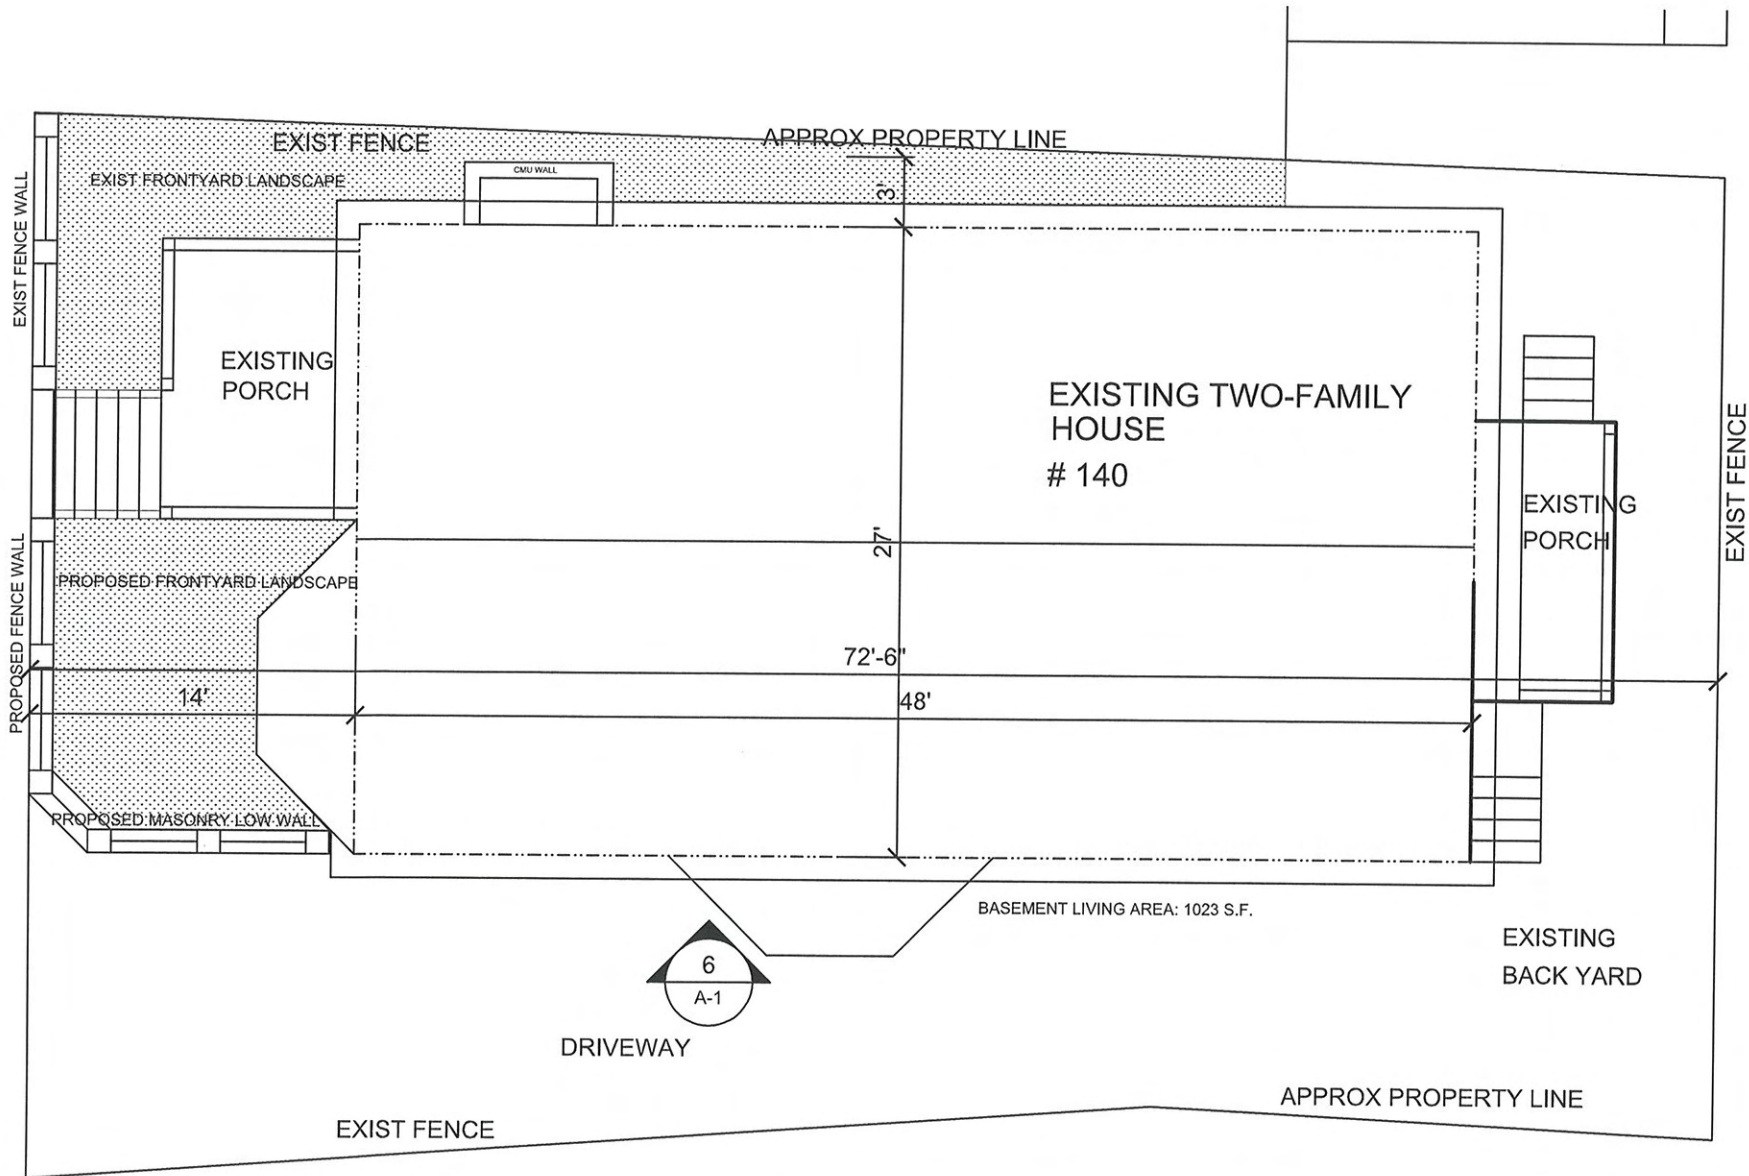 EXIST FENCE
APPROX PROPERTY LINE
CMU WALL
EXIST FRONTYARD LANDSCAPE
EXIST FENCE WALL
3'
EXISTING
PORCH
EXISTING TWO-FAMILY
HOUSE
# 140
EXISTING
PORCH
EXIST FENCE
27'
PROPOSED FENCE WALL
PROPOSED FRONTYARD LANDSCAPE
72'-6"
14'
48'
PROPOSED MASONRY LOW WALL
BASEMENT LIVING AREA: 1023 S.F.
EXISTING
BACK YARD
6
A-1
DRIVEWAY
APPROX PROPERTY LINE
EXIST FENCE